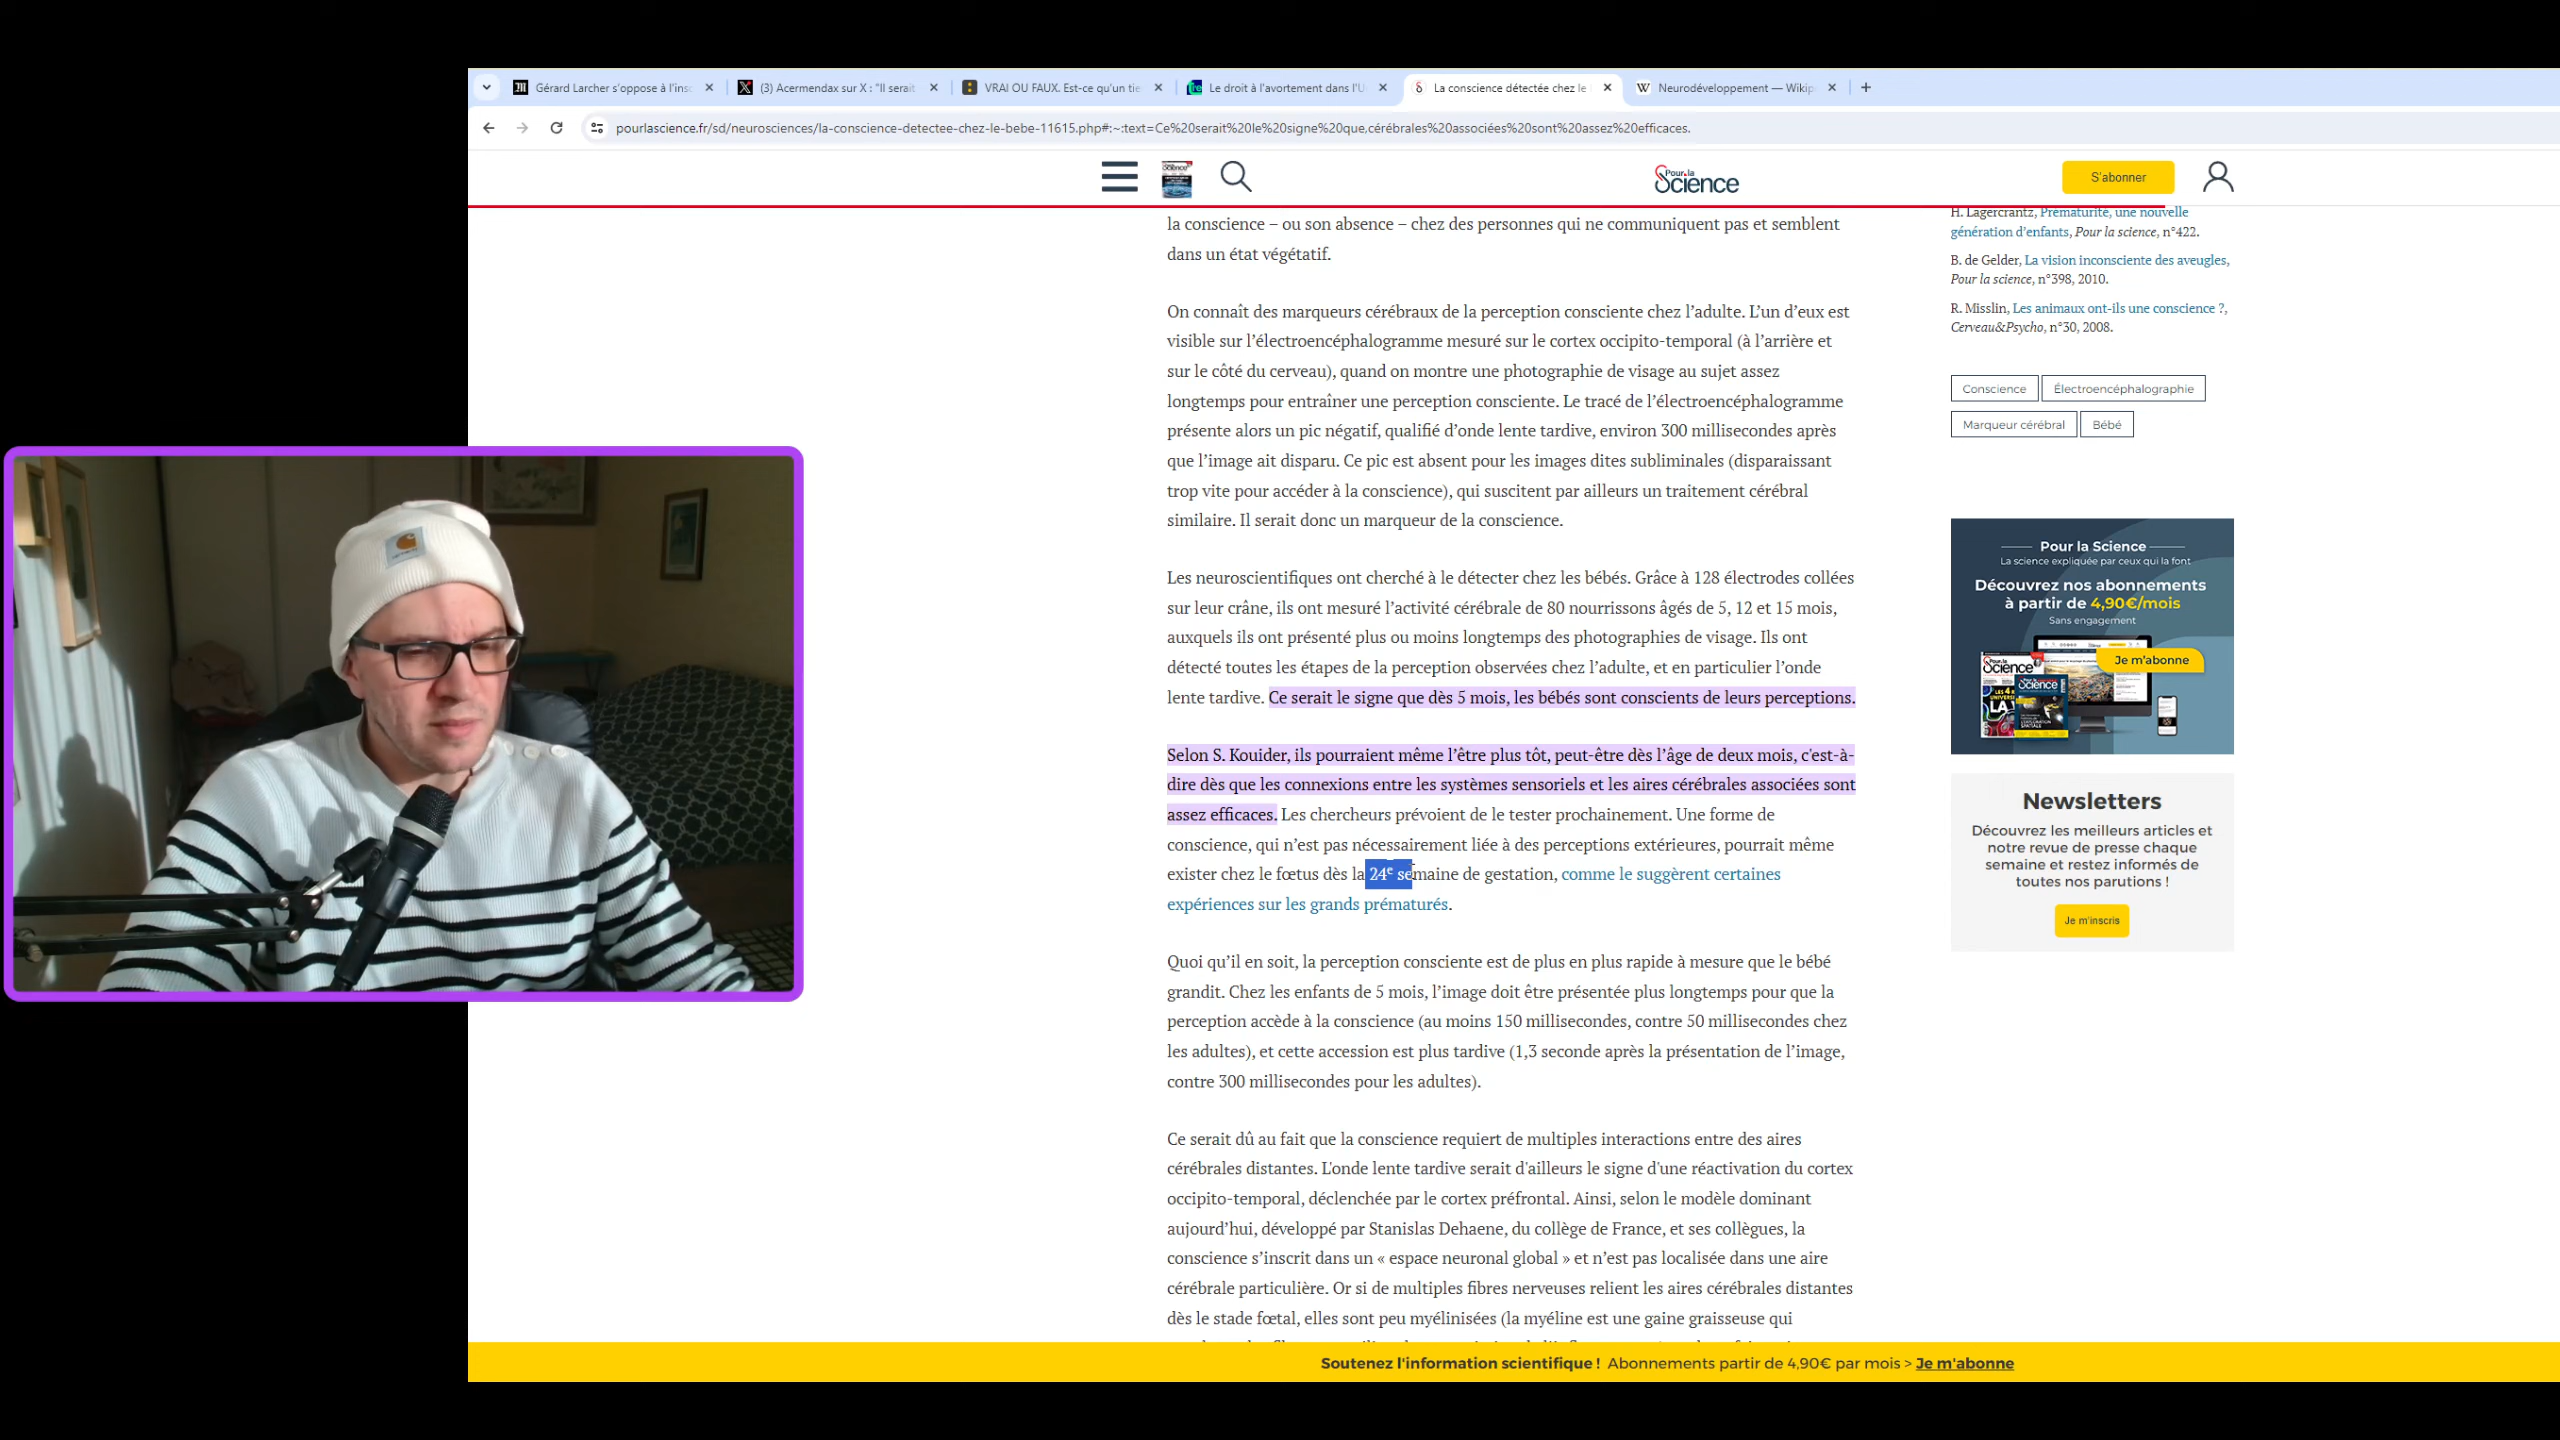 Gérard Larcher s'oppose à l'insc
(3) Acermendax sur X : "Il serait
VRAI OU FAUX. Est-ce qu'un tie
Le droit à l'avortement dans l'U
La conscience détectée chez le
Neurodéveloppement — Wikip
pourlascience.fr/sd/neurosciences/la-conscience-detectee-chez-le-bebe-11615.php#:~:text=Ce%20serait%20le%20signe%20que,cérébrales%20associées%20sont%20assez%20efficaces.
Pour la
Science
S'abonner
la conscience – ou son absence – chez des personnes qui ne communiquent pas et semblent
dans un état végétatif.
On connaît des marqueurs cérébraux de la perception consciente chez l’adulte. L’un d’eux est
visible sur l’électroencéphalogramme mesuré sur le cortex occipito-temporal (à l’arrière et
sur le côté du cerveau), quand on montre une photographie de visage au sujet assez
longtemps pour entraîner une perception consciente. Le tracé de l’électroencéphalogramme
présente alors un pic négatif, qualifié d’onde lente tardive, environ 300 millisecondes après
que l’image ait disparu. Ce pic est absent pour les images dites subliminales (disparaissant
trop vite pour accéder à la conscience), qui suscitent par ailleurs un traitement cérébral
similaire. Il serait donc un marqueur de la conscience.
Les neuroscientifiques ont cherché à le détecter chez les bébés. Grâce à 128 électrodes collées
sur leur crâne, ils ont mesuré l’activité cérébrale de 80 nourrissons âgés de 5, 12 et 15 mois,
auxquels ils ont présenté plus ou moins longtemps des photographies de visage. Ils ont
détecté toutes les étapes de la perception observées chez l’adulte, et en particulier l’onde
lente tardive. Ce serait le signe que dès 5 mois, les bébés sont conscients de leurs perceptions.
Selon S. Kouider, ils pourraient même l’être plus tôt, peut-être dès l’âge de deux mois, c'est-à-
dire dès que les connexions entre les systèmes sensoriels et les aires cérébrales associées sont
assez efficaces. Les chercheurs prévoient de le tester prochainement. Une forme de
conscience, qui n’est pas nécessairement liée à des perceptions extérieures, pourrait même
exister chez le fœtus dès la 24e semaine de gestation, comme le suggèrent certaines
expériences sur les grands prématurés.
Quoi qu’il en soit, la perception consciente est de plus en plus rapide à mesure que le bébé
grandit. Chez les enfants de 5 mois, l’image doit être présentée plus longtemps pour que la
perception accède à la conscience (au moins 150 millisecondes, contre 50 millisecondes chez
les adultes), et cette accession est plus tardive (1,3 seconde après la présentation de l’image,
contre 300 millisecondes pour les adultes).
Ce serait dû au fait que la conscience requiert de multiples interactions entre des aires
cérébrales distantes. L'onde lente tardive serait d'ailleurs le signe d'une réactivation du cortex
occipito-temporal, déclenchée par le cortex préfrontal. Ainsi, selon le modèle dominant
aujourd’hui, développé par Stanislas Dehaene, du collège de France, et ses collègues, la
conscience s’inscrit dans un « espace neuronal global » et n’est pas localisée dans une aire
cérébrale particulière. Or si de multiples fibres nerveuses relient les aires cérébrales distantes
dès le stade fœtal, elles sont peu myélinisées (la myéline est une gaine graisseuse qui
H. Lagercrantz, Prématurité, une nouvelle
génération d’enfants, Pour la science, n°422.
B. de Gelder, La vision inconsciente des aveugles,
Pour la science, n°398, 2010.
R. Misslin, Les animaux ont-ils une conscience ?,
Cerveau&Psycho, n°30, 2008.
Conscience
Électroencéphalographie
Marqueur cérébral
Bébé
Pour la Science
La science expliquée par ceux qui la font
Découvrez nos abonnements
à partir de 4,90€/mois
Sans engagement
Je m'abonne
Newsletters
Découvrez les meilleurs articles et
notre revue de presse chaque
semaine et restez informés de
toutes nos parutions !
Je m'inscris
Soutenez l'information scientifique ! Abonnements partir de 4,90€ par mois > Je m'abonne